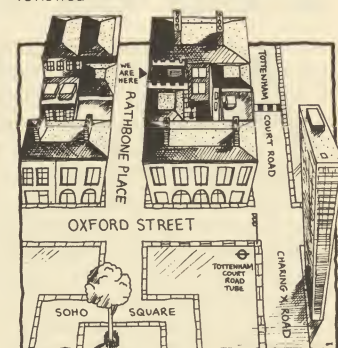 WE
ARE
HERE
RATHBONE PLACE
TOTTENHAM
COURT ROAD
OXFORD STREET
TOTTENHAM
COURT
ROAD
TUBE
CHARING X ROAD
SOHO SQUARE